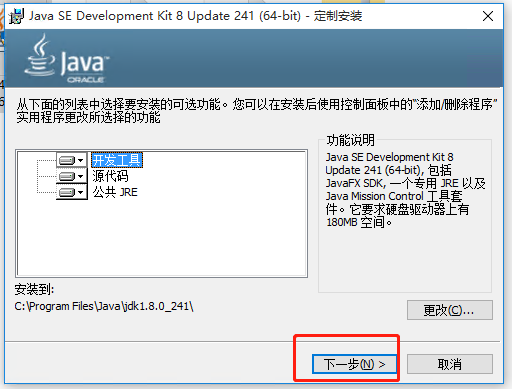 Java SE Development Kit 8 Update 241 (64-bit) - 定制安装
Java
ORACLE
从下面的列表中选择要安装的可选功能。您可以在安装后使用控制面板中的"添加/删除程序"
实用程序更改所选择的功能
开发工具
源代码
公共 JRE
功能说明
Java SE Development Kit 8
Update 241 (64-bit), 包括
JavaFX SDK, 一个专用 JRE 以及
Java Mission Control 工具套
件。它要求硬盘驱动器上有
180MB 空间。
安装到:
C:\Program Files\Java\jdk1.8.0_241\
更改(C)...
下一步(N) >
取消